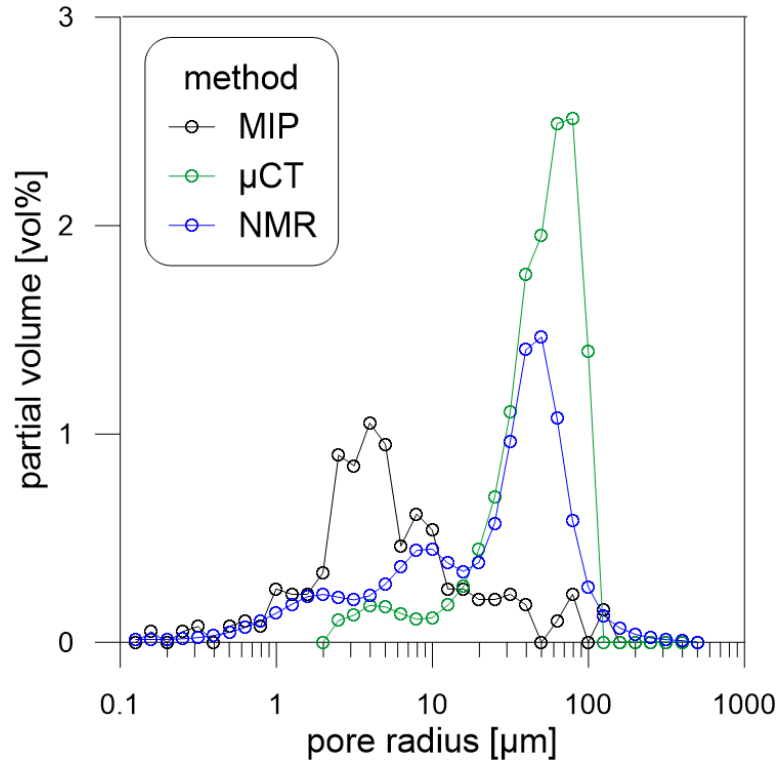 3
method
MIP
µCT
NMR
2
partial volume [vol%]
1
0
0.1 1 10 100 1000
pore radius [µm]